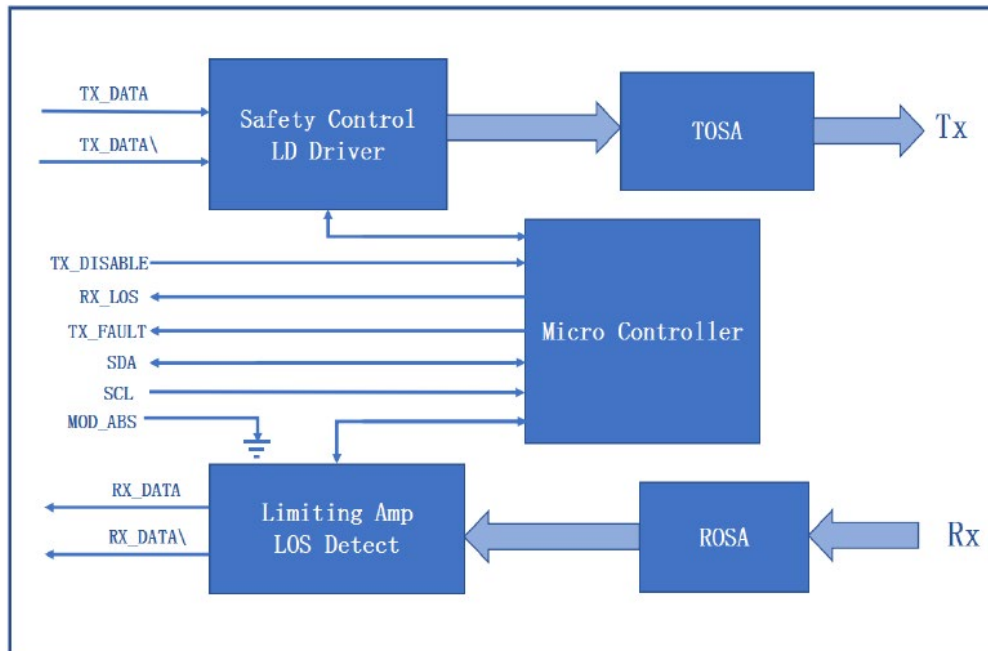 TX_DATA
TX_DATA\
Safety Control
LD Driver
TOSA
Tx
TX_DISABLE
RX_LOS
TX_FAULT
SDA
SCL
MOD_ABS
Micro Controller
RX_DATA
RX_DATA\
Limiting Amp
LOS Detect
ROSA
Rx